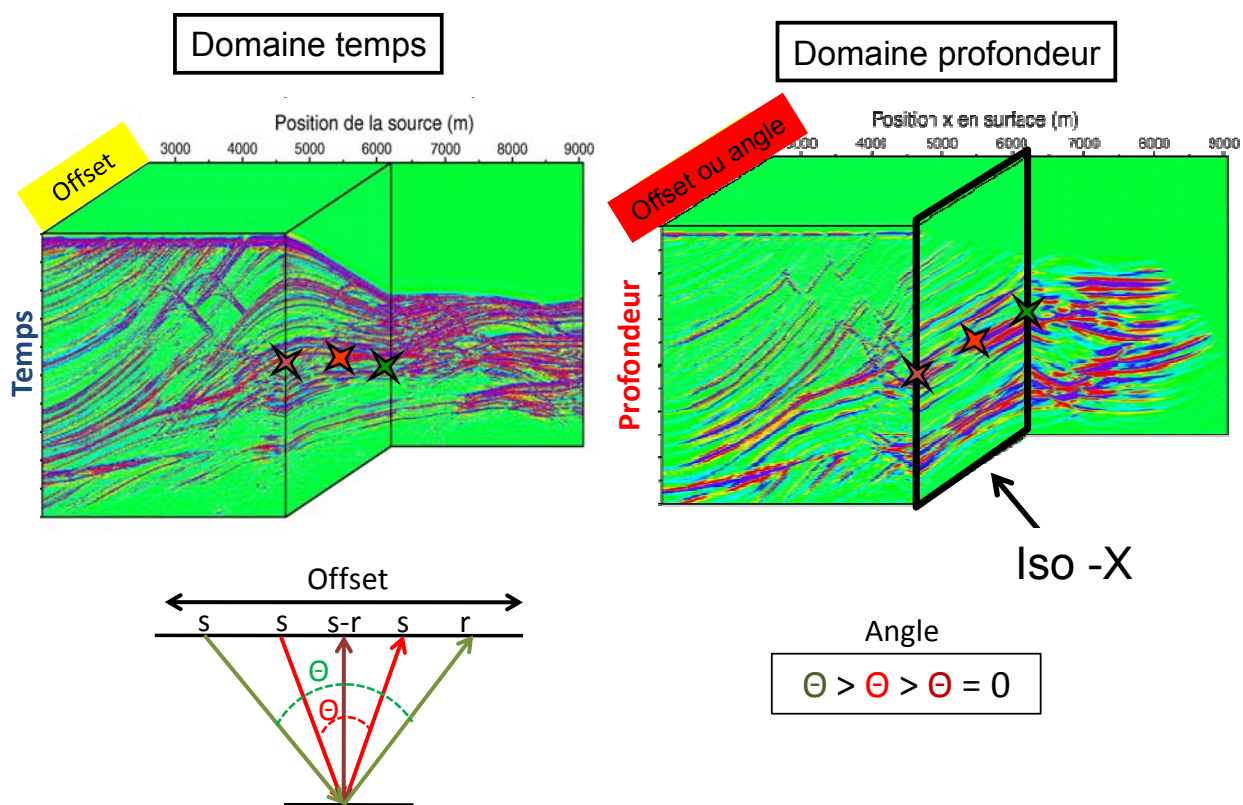 Domaine temps
Domaine profondeur
Position de la source (m)
3000 4000 5000 6000 7000 8000 9000
Offset
Temps
Position x en surface (m)
4000 5000 6000 7000 8000 9000
Offset ou angle
Profondeur
Iso -X
Offset
s s s-r s r
Θ
Θ
Angle
Θ > Θ > Θ = 0